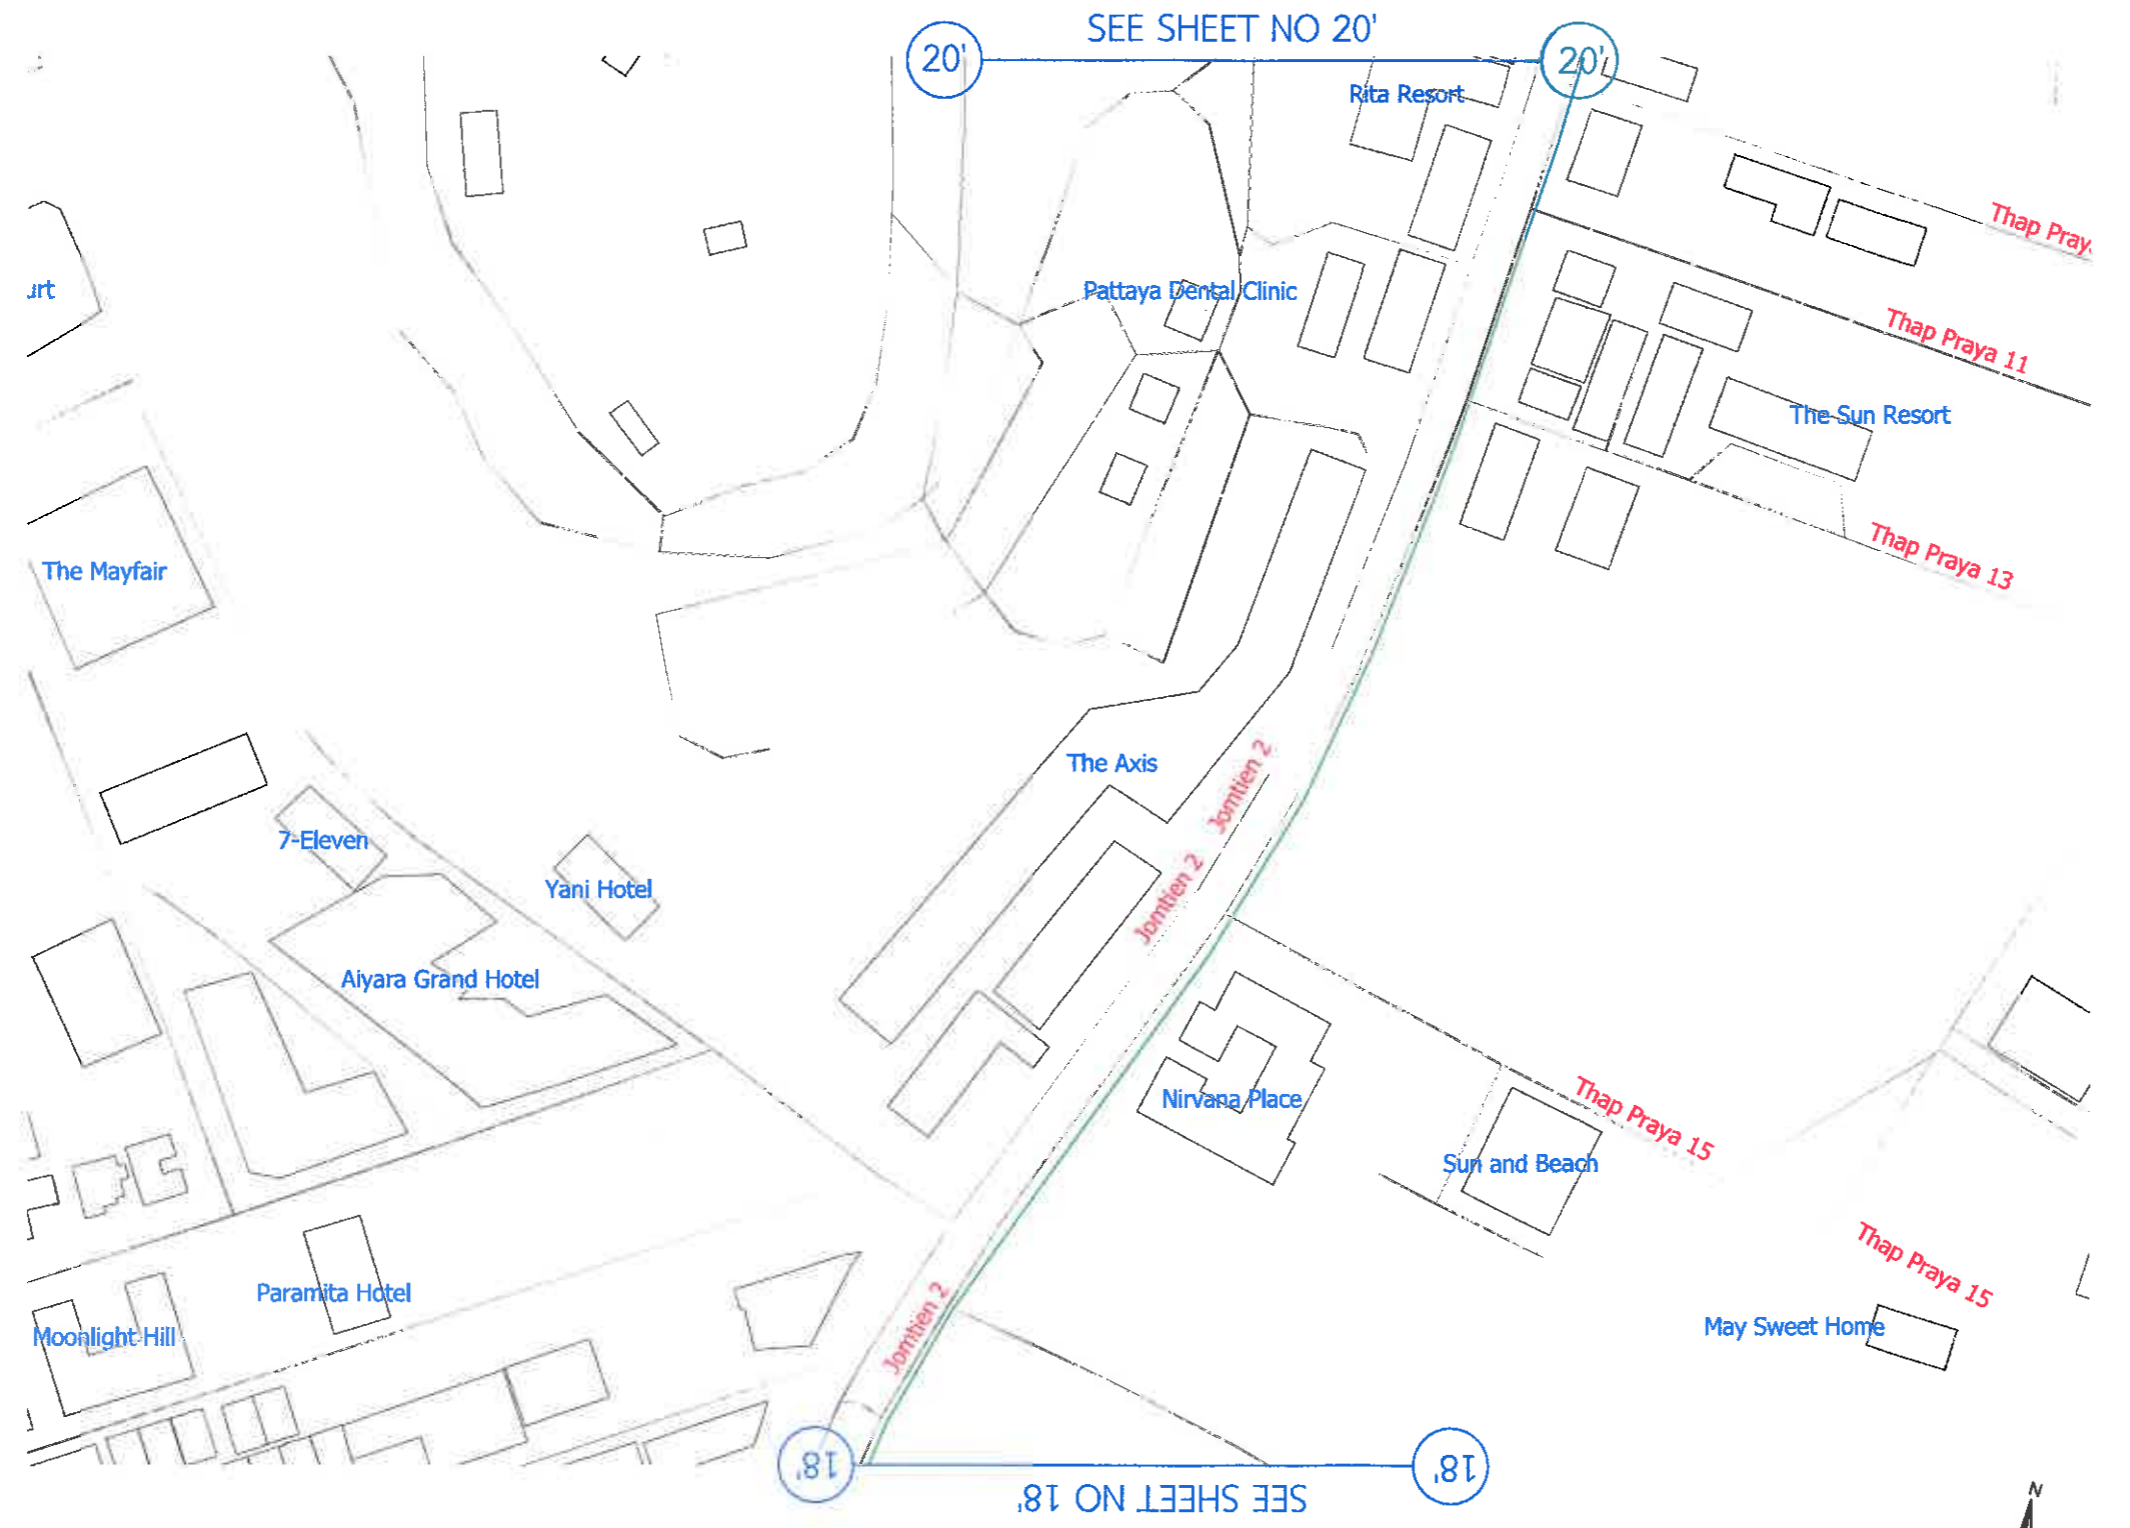 SEE SHEET NO 20'
20'
20'
Rita Resort
Thap Pray
urt
Pattaya Dental Clinic
Thap Praya 11
The Sun Resort
Thap Praya 13
The Mayfair
The Axis
Jomtien 2
7-Eleven
Yani Hotel
Jomtien 2
Aiyara Grand Hotel
Nirvana Place
Thap Praya 15
Sun and Beach
Thap Praya 15
Paramita Hotel
Jomtien 2
Moonlight Hill
May Sweet Home
18'
18'
SEE SHEET NO 18'
N